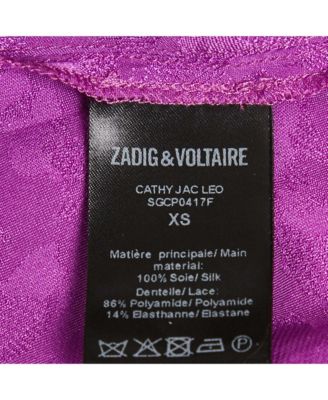 ZADIG&VOLTAIRE
CATHY JAC LEO
SGCP0417F
XS
Matière principale/ Main
material:
100% Soie/ Silk
Dentelle/ Lace:
86% Polyamide/ Polyamide
14% Elasthanne/ Elastane
P